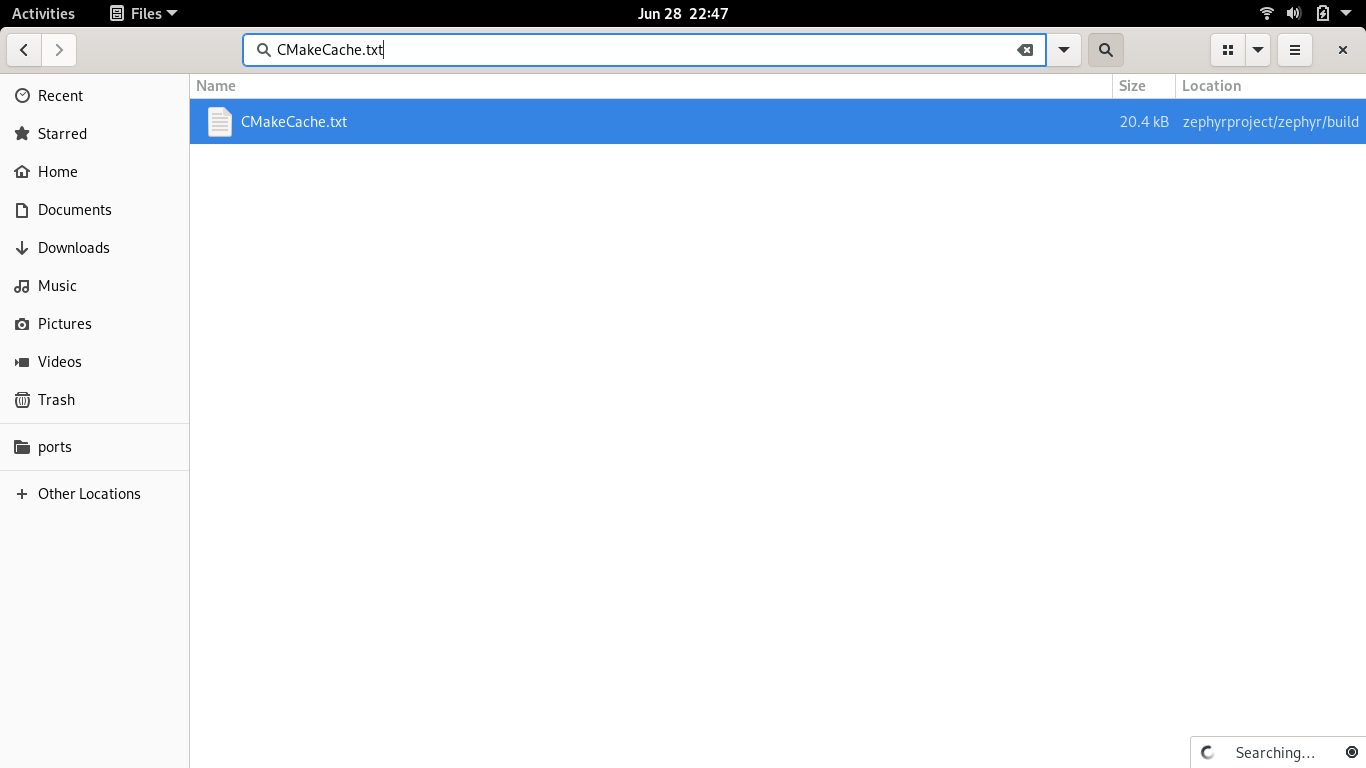 Activities Files Jun 28 22:47
CMakeCache.txt
Name Size Location
CMakeCache.txt 20.4 kB zephyrproject/zephyr/build
Recent
Starred
Home
Documents
Downloads
Music
Pictures
Videos
Trash
ports
Other Locations
Searching...